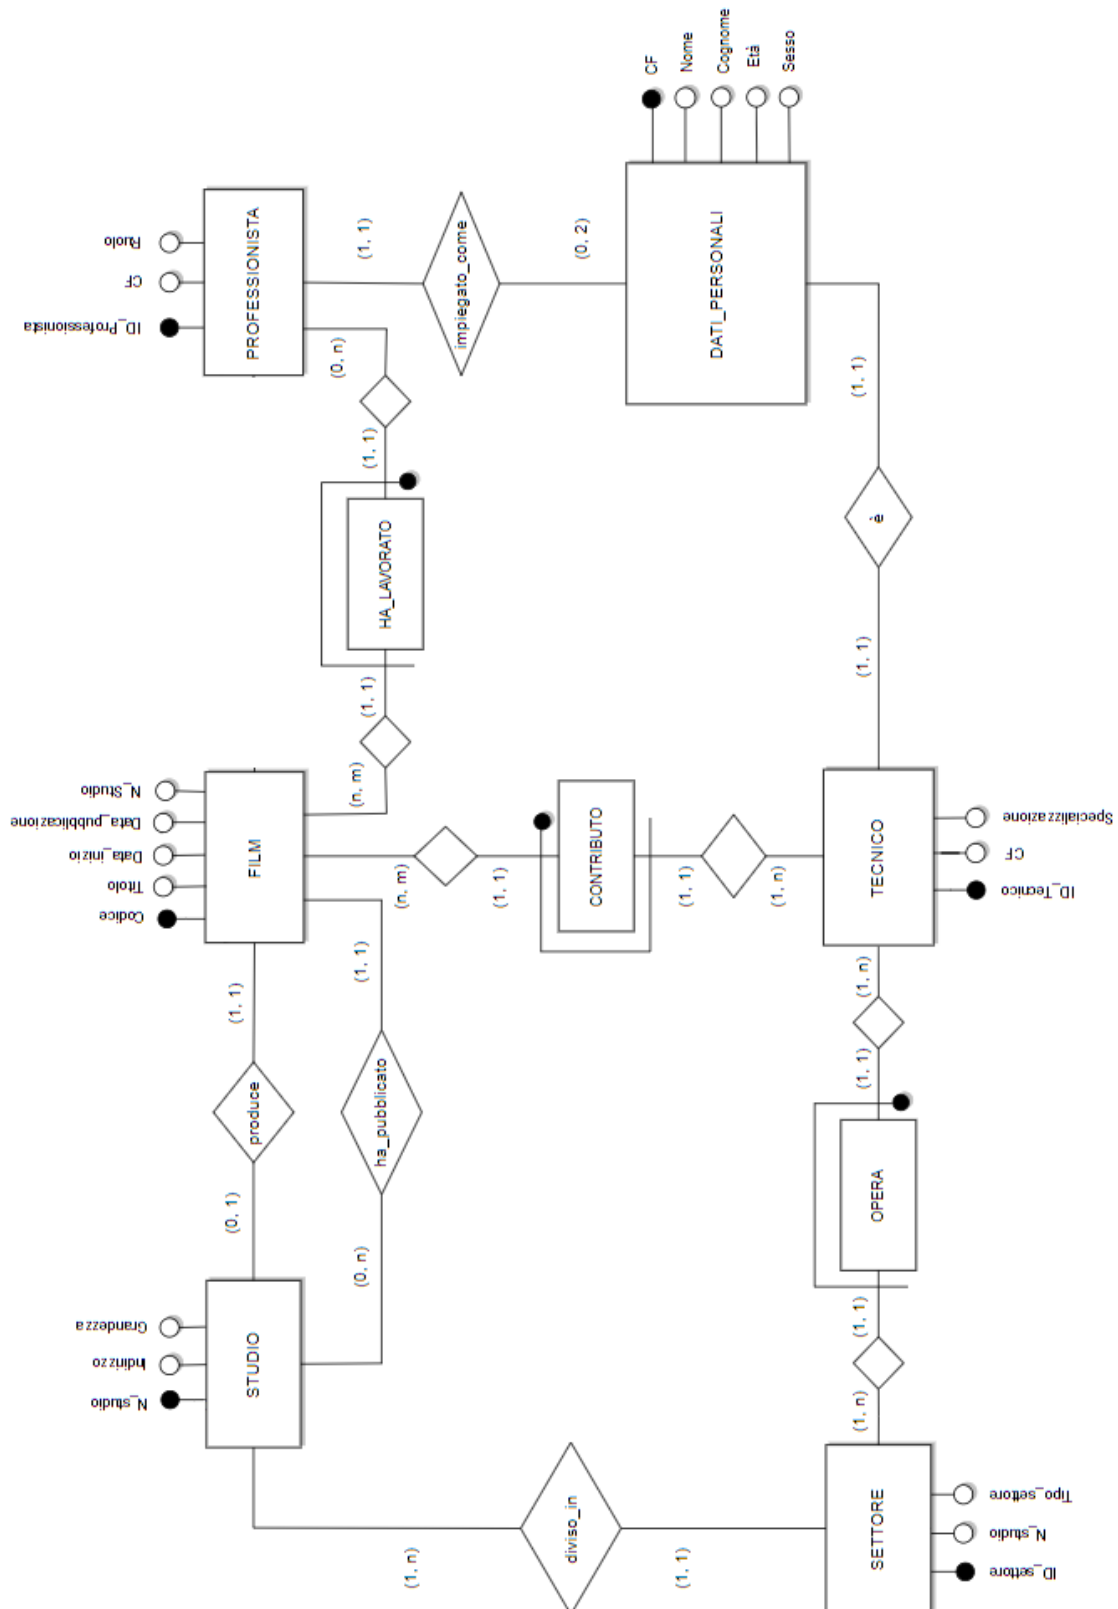 N_studio
Indirizzo
Grandezza
Codice
Titolo
Data_inizio
Data_pubblicazione
N_Studio
ID_Professionista
CF
Ruolo
STUDIO
(0, 1)
produce
(1, 1)
FILM
PROFESSIONISTA
(0, n)
ha_pubblicato
(1, 1)
(n, m)
(1, 1)
HA_LAVORATO
(1, 1)
(0, n)
(1, 1)
impiegato_come
(0, 2)
(n, m)
(1, 1)
CONTRIBUTO
(1, 1)
(1, n)
(1, n)
diviso_in
(1, 1)
DATI_PERSONALI
CF
Nome
Cognome
Età
Sesso
SETTORE
(1, n)
(1, 1)
OPERA
(1, 1)
(1, n)
TECNICO
(1, 1)
è
(1, 1)
ID_settore
N_studio
Tipo_settore
ID_Tecnico
CF
Specializzazione